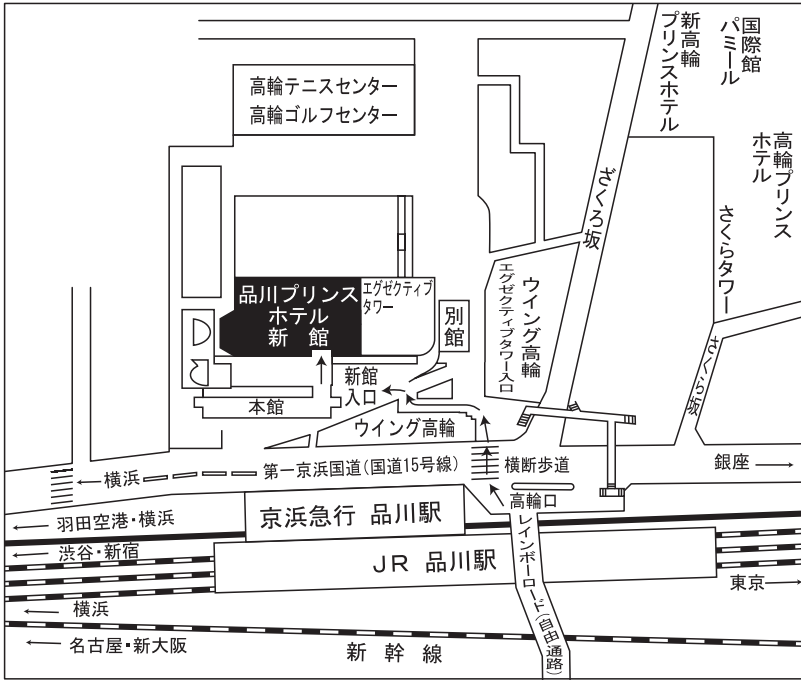 高輪テニスセンター
高輪ゴルフセンター
新高輪
プリンスホテル
国際館
パミール
高輪プリンス
ホテル
さくらタワー
ざくろ坂
さくら坂
品川プリンス
ホテル
新 館
エグゼクティブ
タワー
別館
ウイング高輪
エグゼクティブタワー入口
新館
入口
本館
ウイング高輪
横浜
第一京浜国道(国道15号線)
横断歩道
銀座
高輪口
羽田空港・横浜
京浜急行 品川駅
渋谷・新宿
JR 品川駅
レインボーロード(自由通路)
東京
横浜
名古屋・新大阪
新幹線